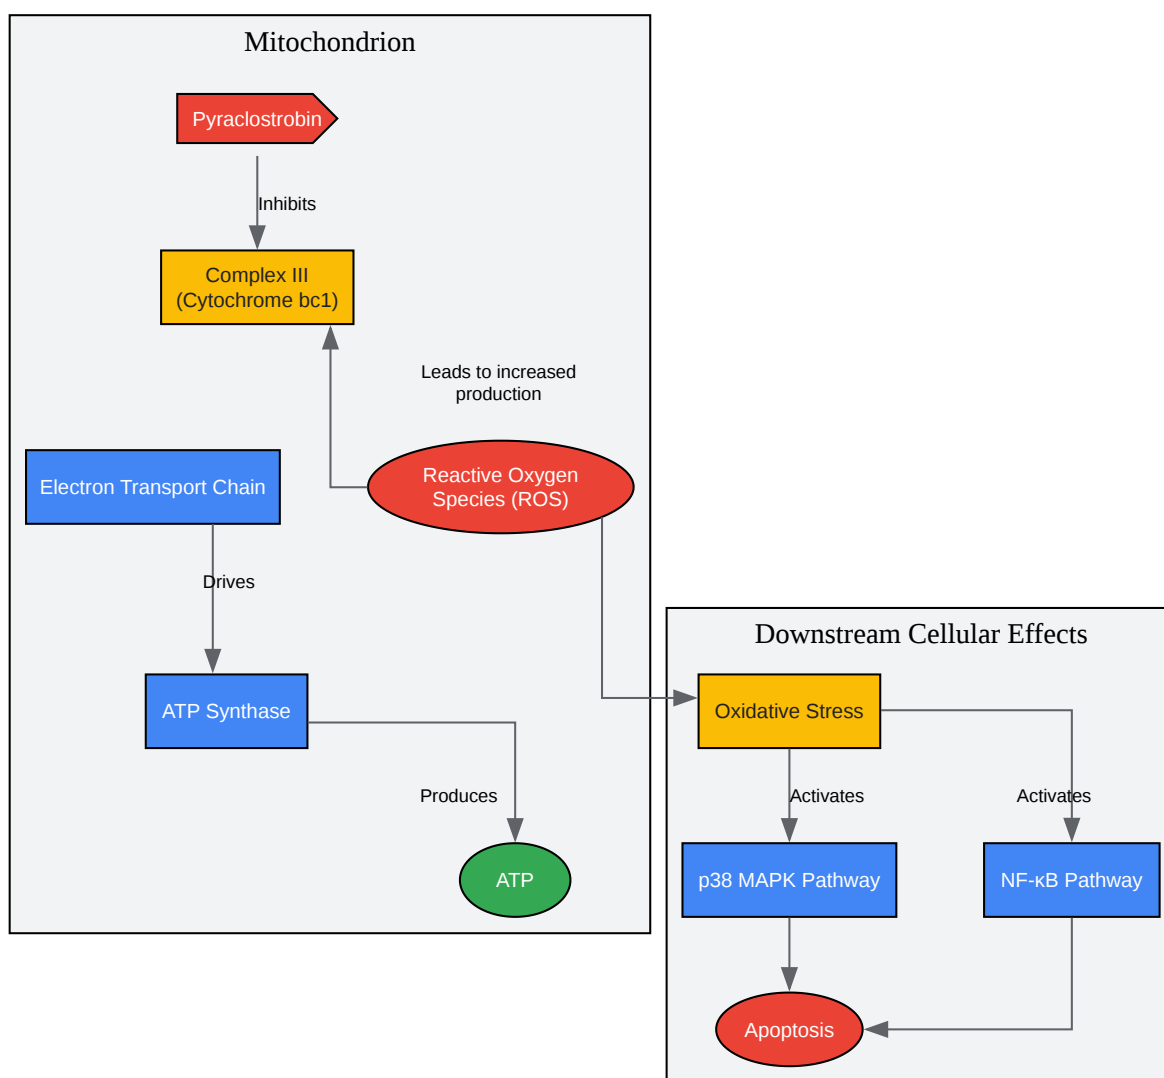 Mitochondrion
Pyraclostrobin
Inhibits
Complex III
(Cytochrome bc1)
Leads to increased
production
Electron Transport Chain
Reactive Oxygen
Species (ROS)
Drives
ATP Synthase
Produces
ATP
Downstream Cellular Effects
Oxidative Stress
Activates
Activates
p38 MAPK Pathway
NF-κB Pathway
Apoptosis